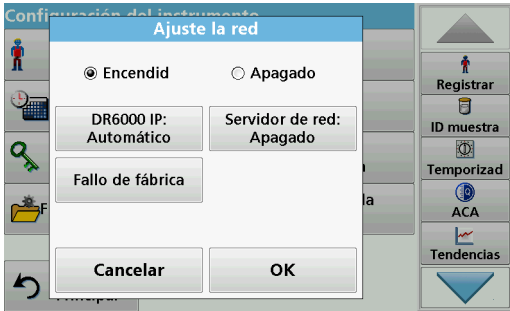 Configuración del instrumento
Ajuste la red
Encendid
Apagado
DR6000 IP:
Automático
Servidor de red:
Apagado
Fallo de fábrica
Cancelar
OK
Principal
Registrar
ID muestra
Temporizad
ACA
Tendencias